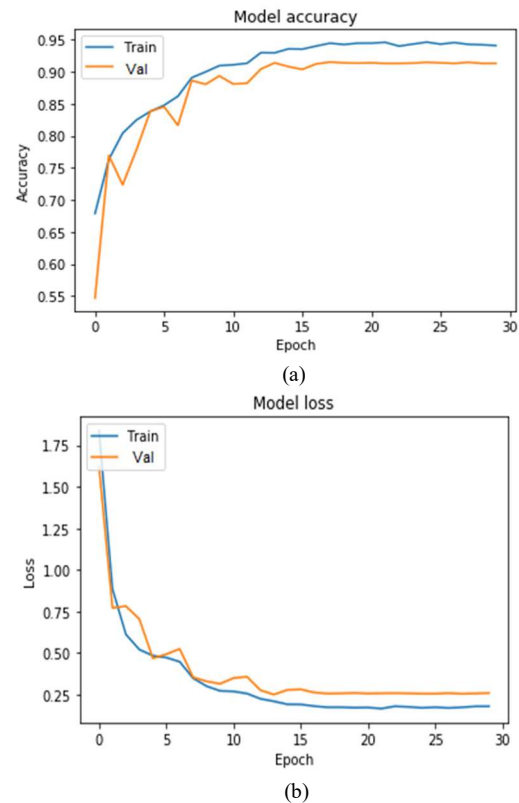 Model accuracy
Train
Val
0.95
0.90
0.85
0.80
0.75
0.70
0.65
0.60
0.55
Accuracy
0 5 10 15 20 25 30
Epoch
(a)
Model loss
Train
Val
1.75
1.50
1.25
1.00
0.75
0.50
0.25
Loss
0 5 10 15 20 25 30
Epoch
(b)